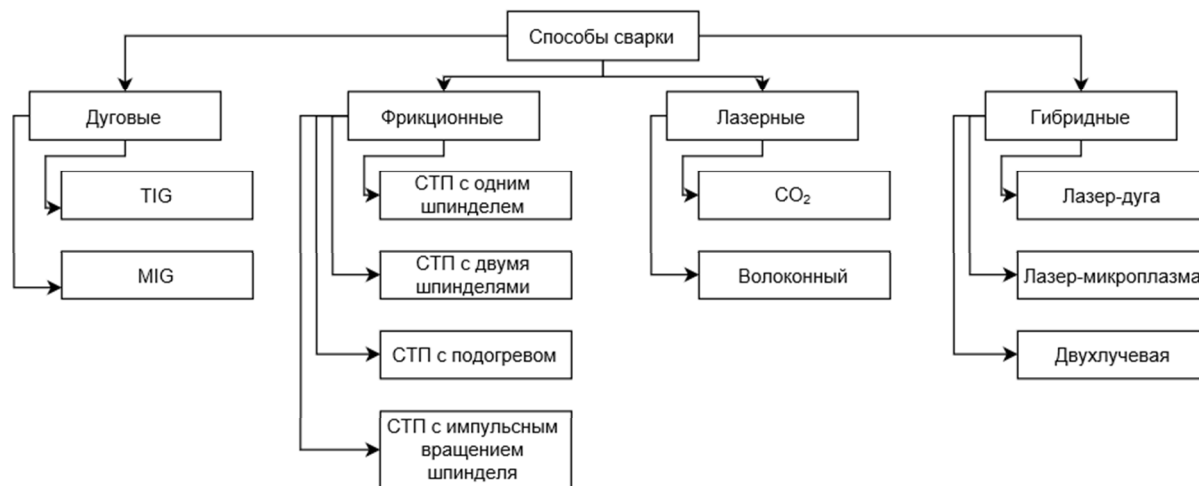 Способы сварки
Дуговые
Фрикционные
Лазерные
Гибридные
TIG
СТП с одним
шпинделем
CO₂
Лазер-дуга
MIG
СТП с двумя
шпинделями
Волоконный
Лазер-микроплазма
СТП с подогревом
Двухлучевая
СТП с импульсным
вращением
шпинделя